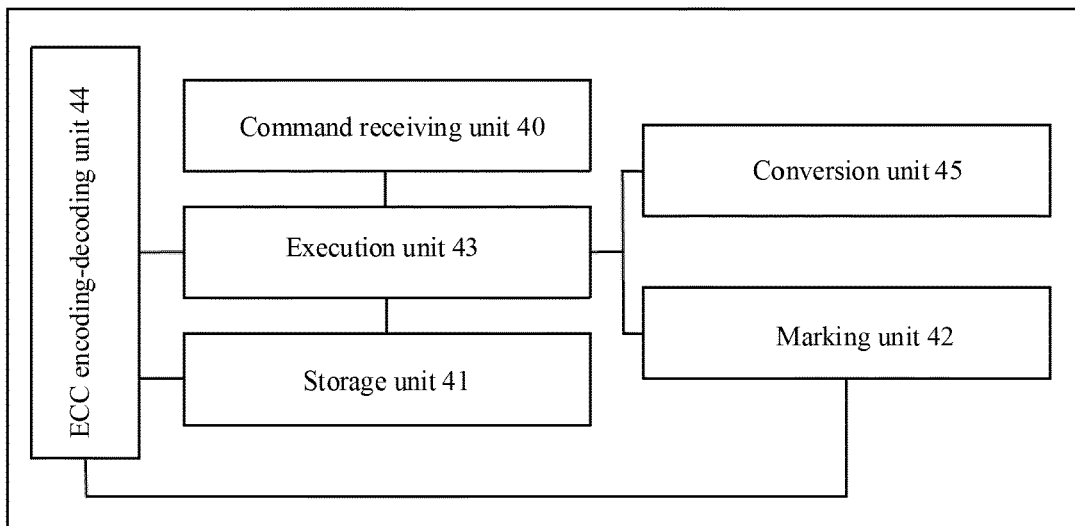 ECC encoding-decoding unit 44
Command receiving unit 40
Execution unit 43
Storage unit 41
Conversion unit 45
Marking unit 42